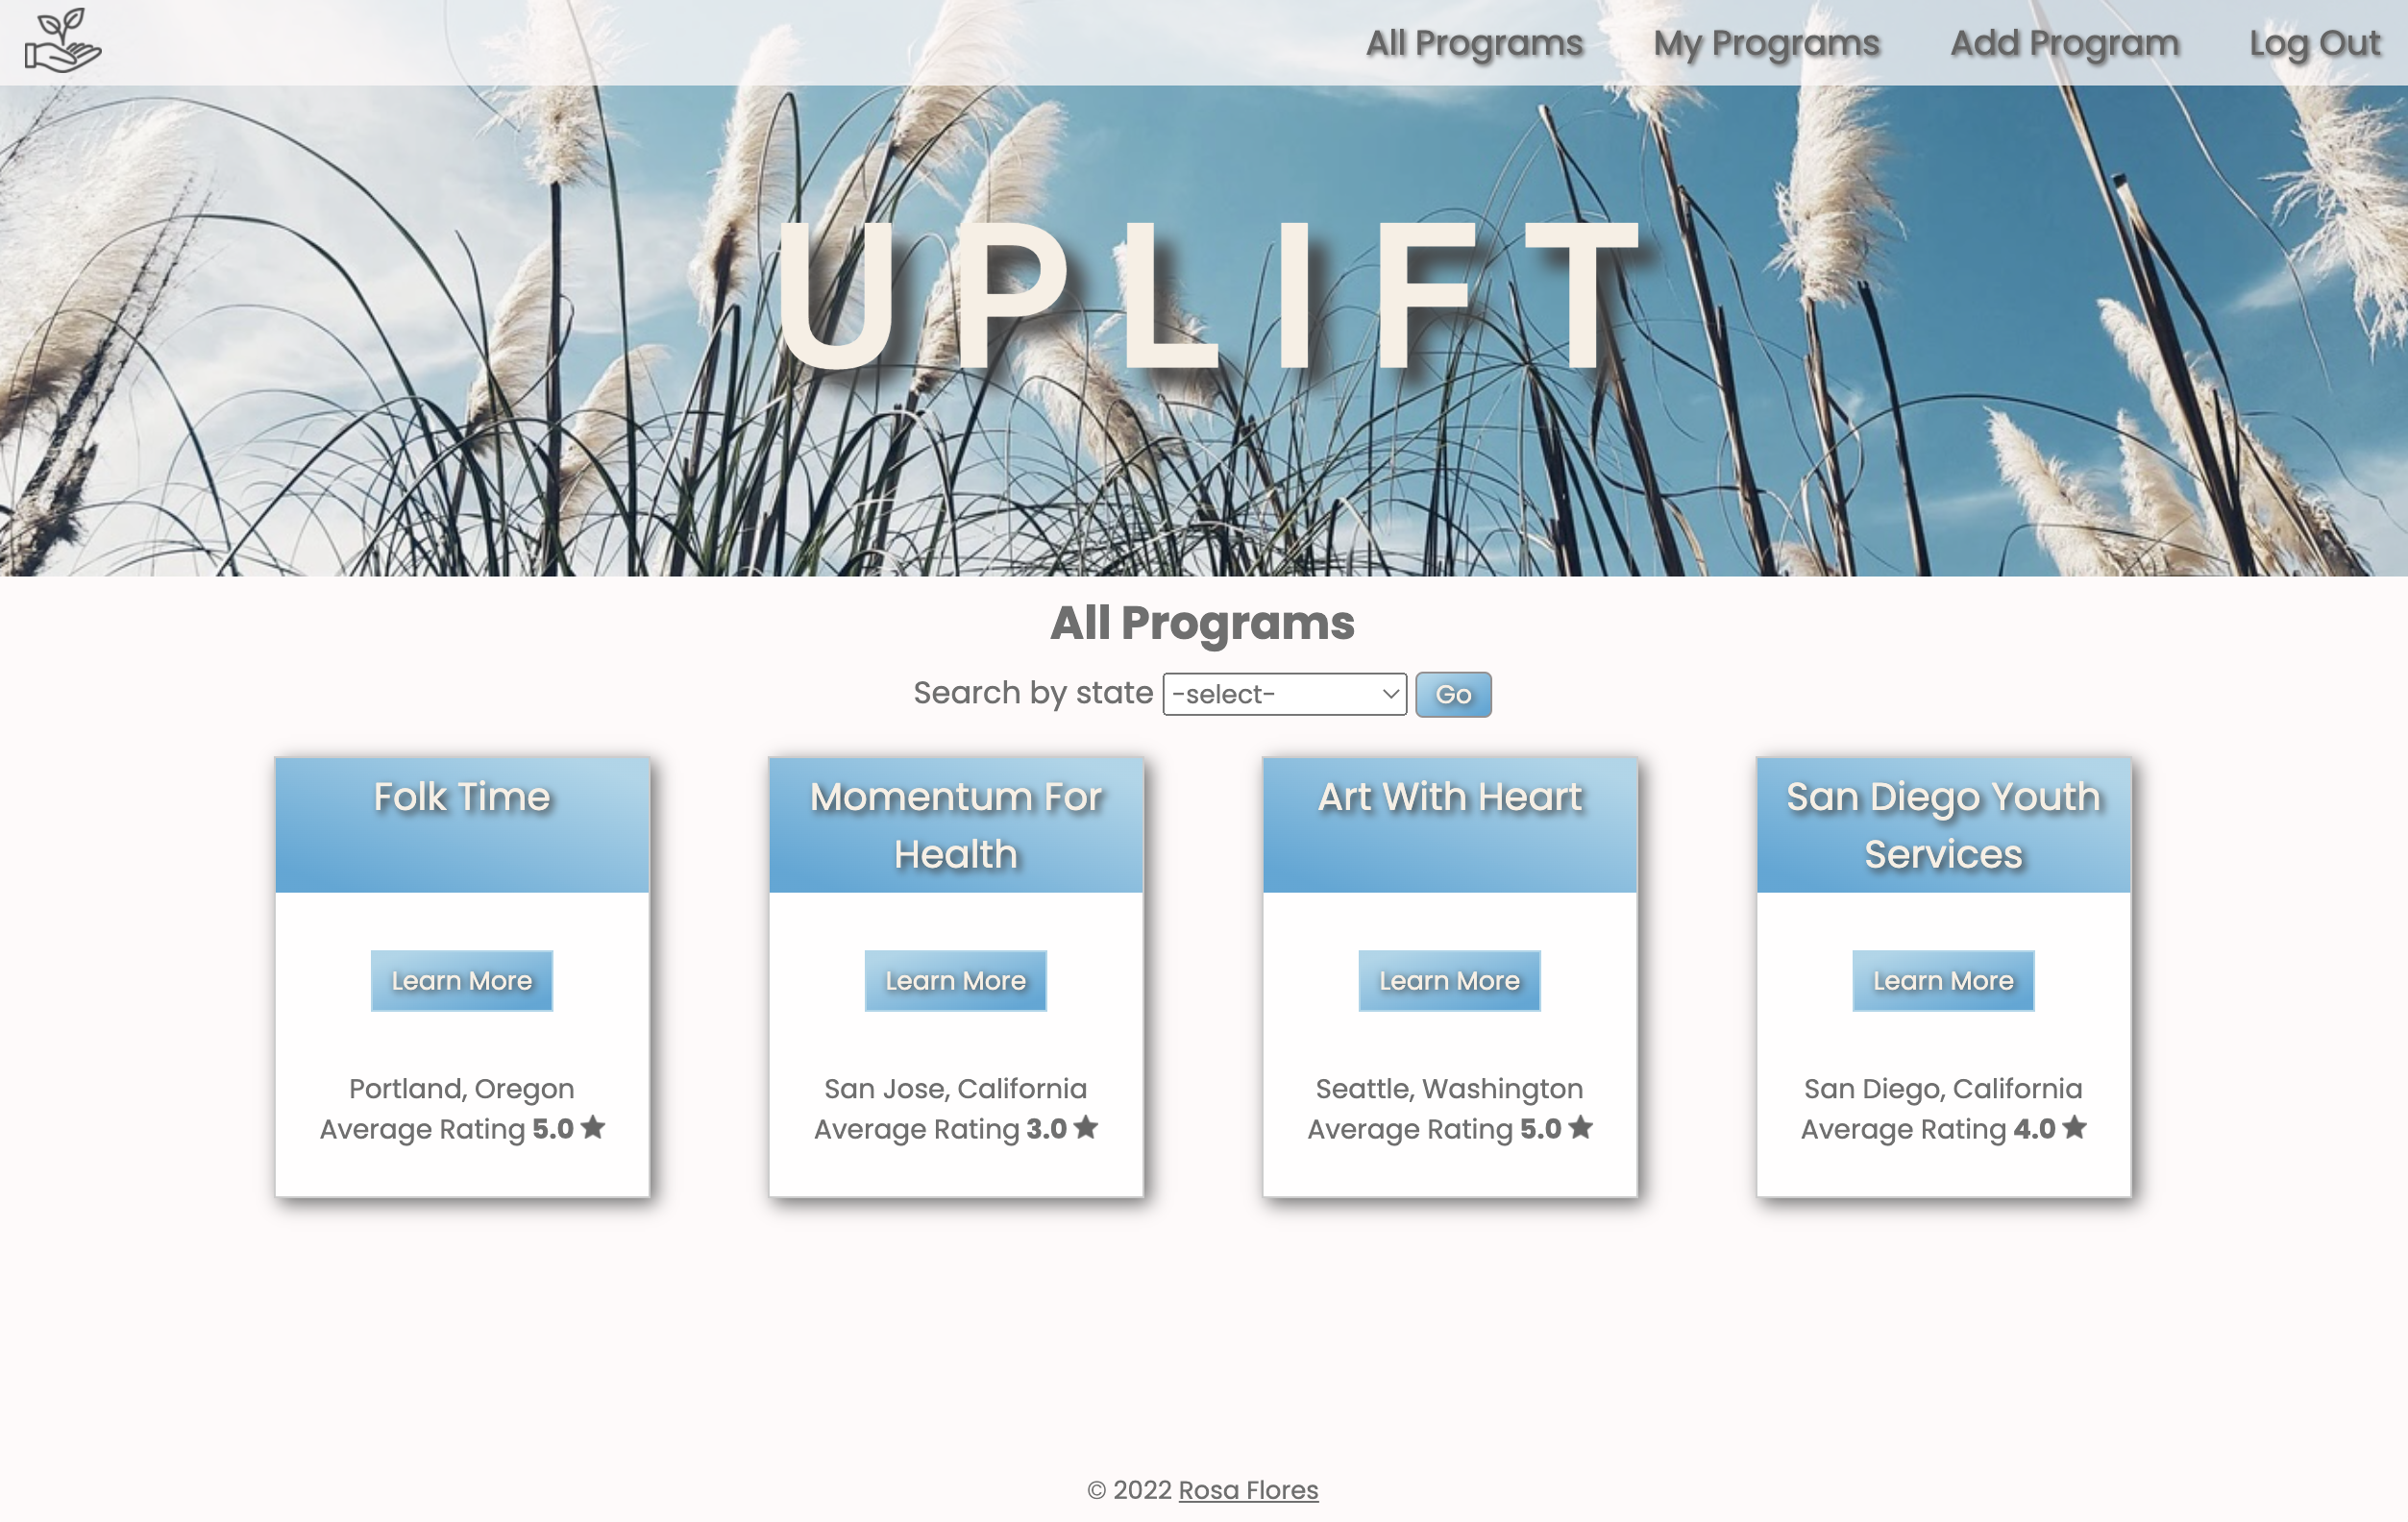 All Programs My Programs Add Program Log Out
UPLIFT
All Programs
Search by state -select- Go
Folk Time
Learn More
Portland, Oregon
Average Rating 5.0 ★
Momentum For
Health
Learn More
San Jose, California
Average Rating 3.0 ★
Art With Heart
Learn More
Seattle, Washington
Average Rating 5.0 ★
San Diego Youth
Services
Learn More
San Diego, California
Average Rating 4.0 ★
© 2022 Rosa Flores